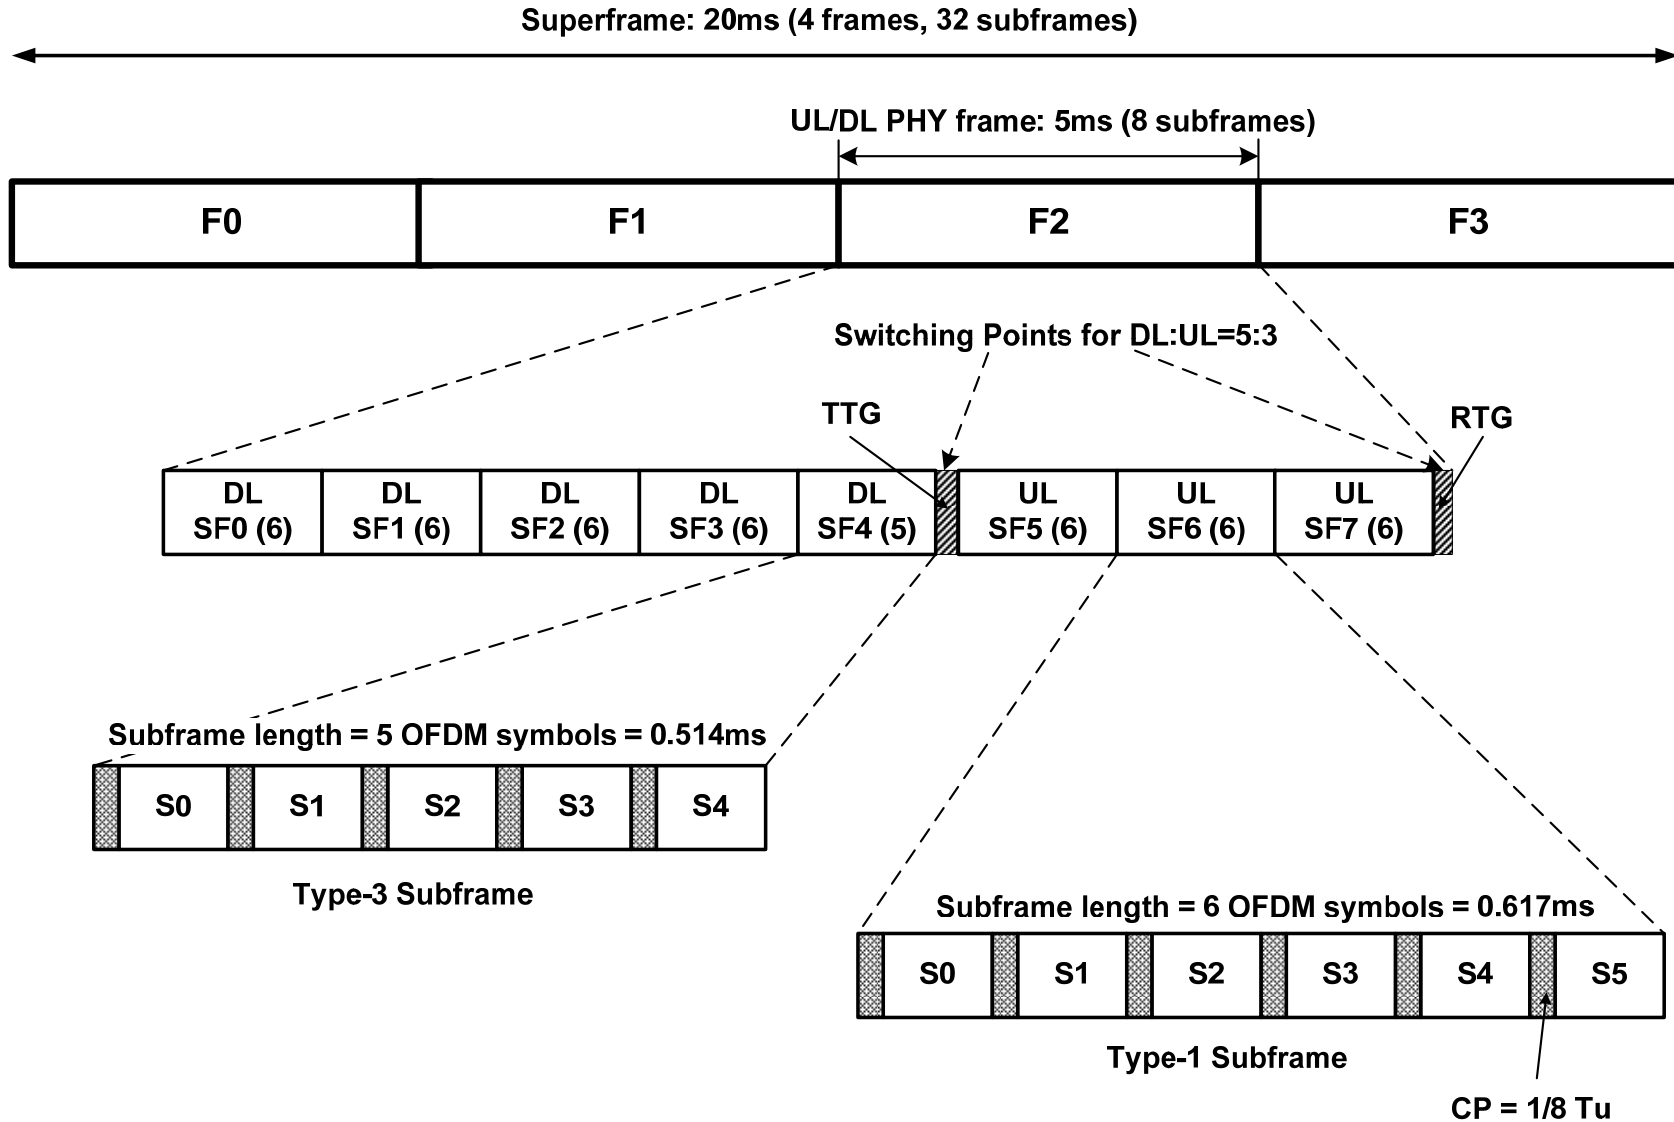 Superframe: 20ms (4 frames, 32 subframes)
UL/DL PHY frame: 5ms (8 subframes)
F0 F1 F2 F3
Switching Points for DL:UL=5:3
TTG RTG
DL DL DL DL DL UL UL UL
SF0 (6) SF1 (6) SF2 (6) SF3 (6) SF4 (5) SF5 (6) SF6 (6) SF7 (6)
Subframe length = 5 OFDM symbols = 0.514ms
S0 S1 S2 S3 S4
Type-3 Subframe
Subframe length = 6 OFDM symbols = 0.617ms
S0 S1 S2 S3 S4 S5
Type-1 Subframe
CP = 1/8 Tu